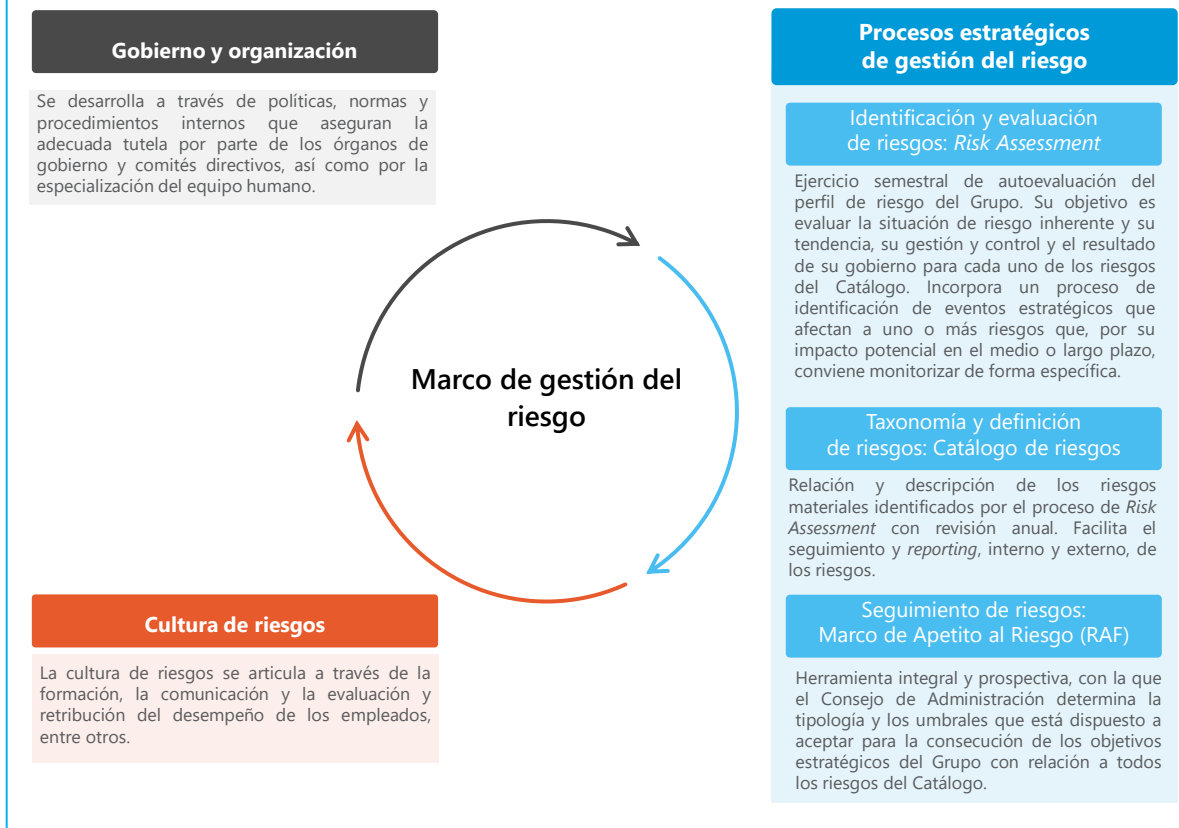 Gobierno y organización
Se desarrolla a través de políticas, normas y
procedimientos internos que aseguran la
adecuada tutela por parte de los órganos de
gobierno y comités directivos, así como por la
especialización del equipo humano.
Marco de gestión del
riesgo
Cultura de riesgos
La cultura de riesgos se articula a través de la
formación, la comunicación y la evaluación y
retribución del desempeño de los empleados,
entre otros.
Procesos estratégicos
de gestión del riesgo
Identificación y evaluación
de riesgos: Risk Assessment
Ejercicio semestral de autoevaluación del
perfil de riesgo del Grupo. Su objetivo es
evaluar la situación de riesgo inherente y su
tendencia, su gestión y control y el resultado
de su gobierno para cada uno de los riesgos
del Catálogo. Incorpora un proceso de
identificación de eventos estratégicos que
afectan a uno o más riesgos que, por su
impacto potencial en el medio o largo plazo,
conviene monitorizar de forma específica.
Taxonomía y definición
de riesgos: Catálogo de riesgos
Relación y descripción de los riesgos
materiales identificados por el proceso de Risk
Assessment con revisión anual. Facilita el
seguimiento y reporting, interno y externo, de
los riesgos.
Seguimiento de riesgos:
Marco de Apetito al Riesgo (RAF)
Herramienta integral y prospectiva, con la que
el Consejo de Administración determina la
tipología y los umbrales que está dispuesto a
aceptar para la consecución de los objetivos
estratégicos del Grupo con relación a todos
los riesgos del Catálogo.